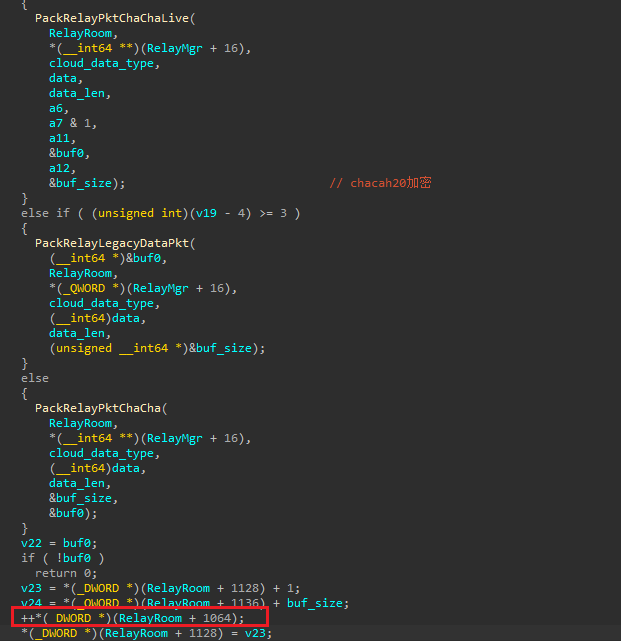 {
PackRelayPktChaChaLive(
RelayRoom,
*(__int64 **)(RelayMgr + 16),
cloud_data_type,
data,
data_len,
a6,
a7 & 1,
a11,
&buf0,
a12,
&buf_size); // chacah20加密
}
else if ( (unsigned int)(v19 - 4) >= 3 )
{
PackRelayLegacyDataPkt(
(__int64 *)&buf0,
RelayRoom,
*(_QWORD *)(RelayMgr + 16),
cloud_data_type,
(__int64)data,
data_len,
(unsigned __int64 *)&buf_size);
}
else
{
PackRelayPktChaCha(
RelayRoom,
*(__int64 **)(RelayMgr + 16),
cloud_data_type,
(__int64)data,
data_len,
&buf_size,
&buf0);
}
v22 = buf0;
if ( !buf0 )
return 0;
v23 = *(_DWORD *)(RelayRoom + 1128) + 1;
v24 = *(_QWORD *)(RelayRoom + 1136) + buf_size;
++*(_DWORD *)(RelayRoom + 1064);
*(_DWORD *)(RelayRoom + 1128) = v23;